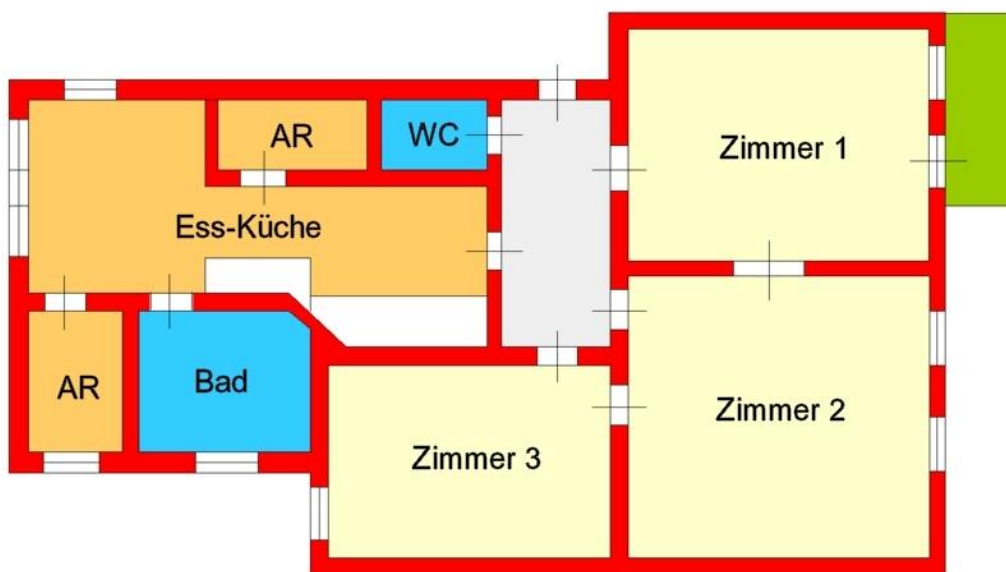 AR
WC
Zimmer 1
Ess-Küche
AR
Bad
Zimmer 3
Zimmer 2